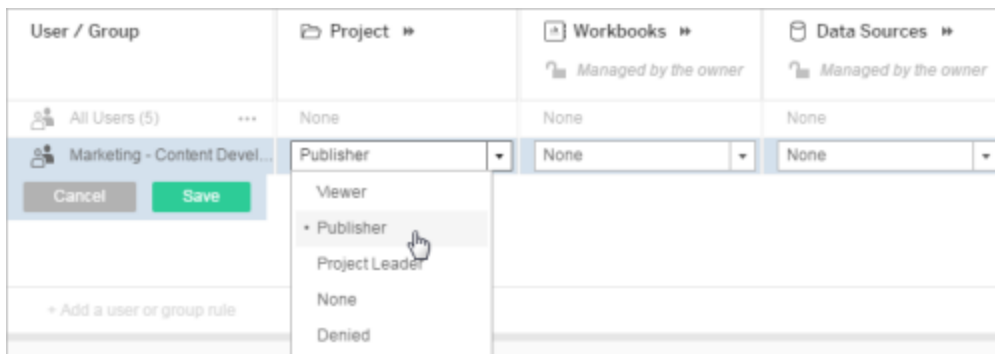 User / Group Project Workbooks Data Sources
Managed by the owner Managed by the owner
All Users (5) ... None None None
Marketing - Content Devel... Publisher None None
Cancel Save
Viewer
• Publisher
Project Leader
+ Add a user or group rule None
Denied